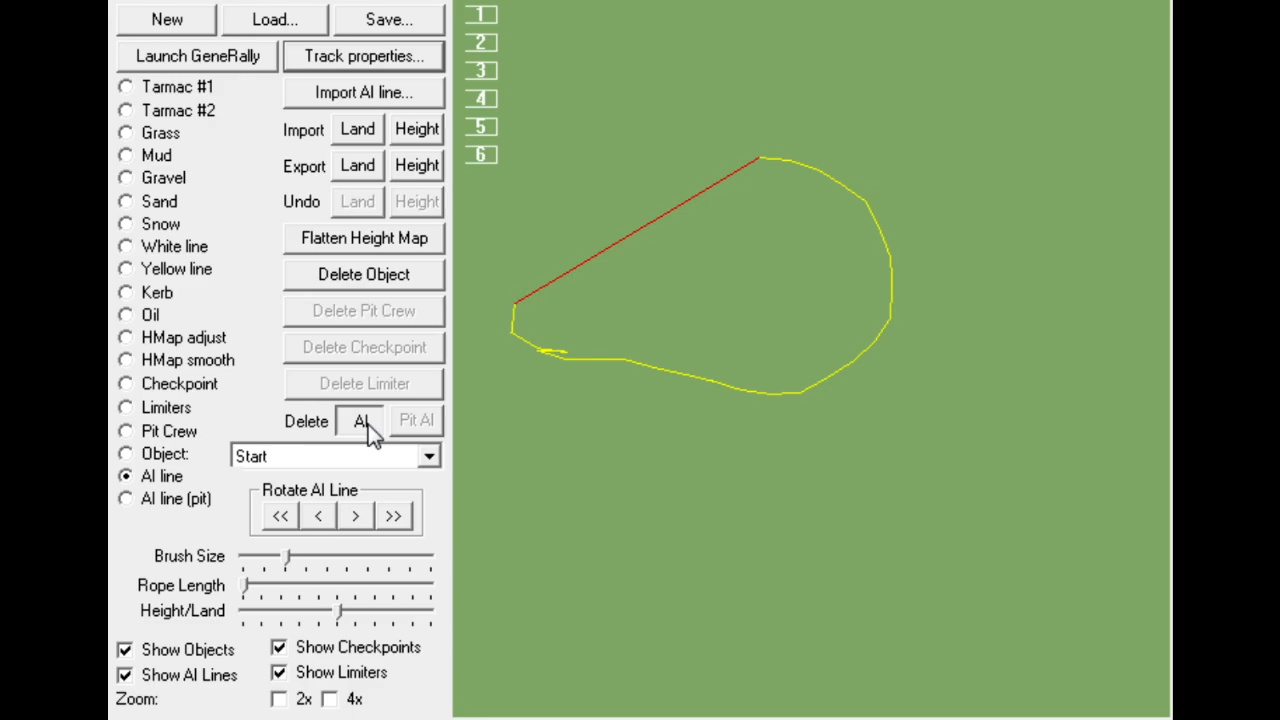 New Load... Save...
Launch GeneRally Track properties...
Tarmac #1
Tarmac #2
Grass
Mud
Gravel
Sand
Snow
White line
Yellow line
Kerb
Oil
HMap adjust
HMap smooth
Checkpoint
Limiters
Pit Crew
Object:
AI line
AI line (pit)
Import AI line...
Import Land Height
Export Land Height
Undo Land Height
Flatten Height Map
Delete Object
Delete Pit Crew
Delete Checkpoint
Delete Limiter
Delete AI Pit AI
Start
Rotate AI Line
<< < > >>
Brush Size
Rope Length
Height/Land
Show Objects Show Checkpoints
Show AI Lines Show Limiters
Zoom: 2x 4x
1
2
3
4
5
6